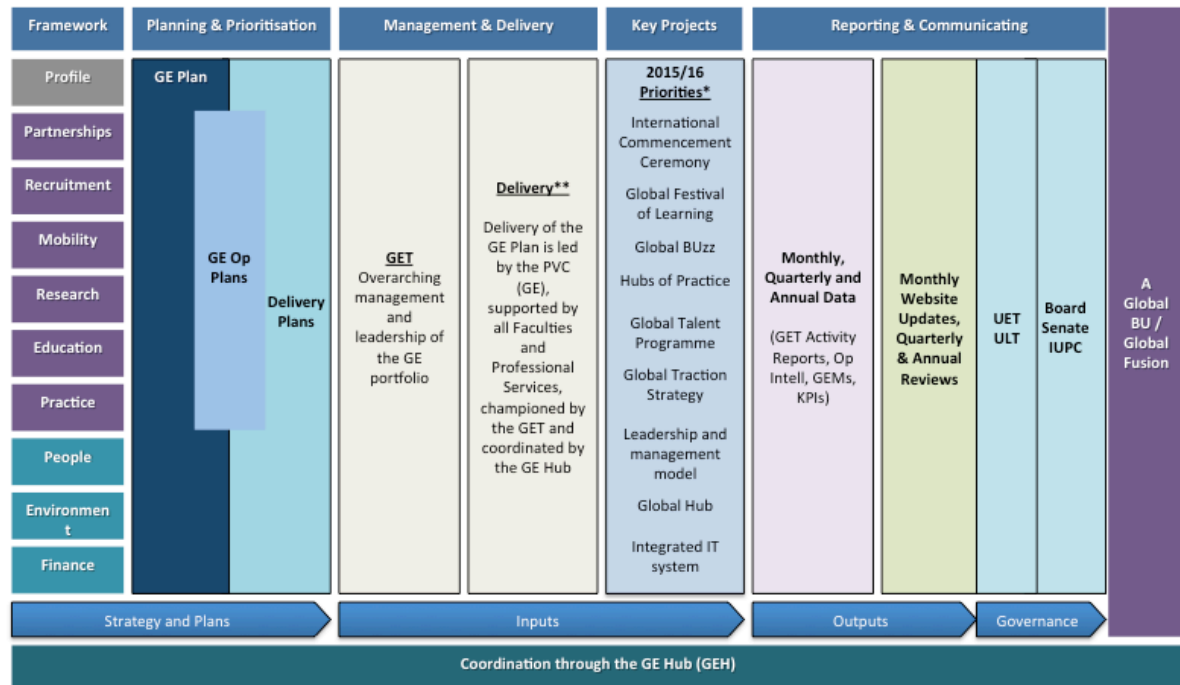 Framework
Planning & Prioritisation
Management & Delivery
Key Projects
Reporting & Communicating
Profile
Partnerships
Recruitment
Mobility
Research
Education
Practice
People
Environmen
t
Finance
GE Plan
GE Op
Plans
Delivery
Plans
GET
Overarching
management
and
leadership of
the GE
portfolio
Delivery**
Delivery of the
GE Plan is led
by the PVC
(GE),
supported by
all Faculties
and
Professional
Services,
championed by
the GET and
coordinated by
the GE Hub
2015/16
Priorities*
International
Commencement
Ceremony
Global Festival
of Learning
Global BUzz
Hubs of Practice
Global Talent
Programme
Global Traction
Strategy
Leadership and
management
model
Global Hub
Integrated IT
system
Monthly,
Quarterly and
Annual Data
(GET Activity
Reports, Op
Intell, GEMs,
KPIs)
Monthly
Website
Updates,
Quarterly
& Annual
Reviews
UET
ULT
Board
Senate
IUPC
A
Global
BU /
Global
Fusion
Strategy and Plans
Inputs
Outputs
Governance
Coordination through the GE Hub (GEH)